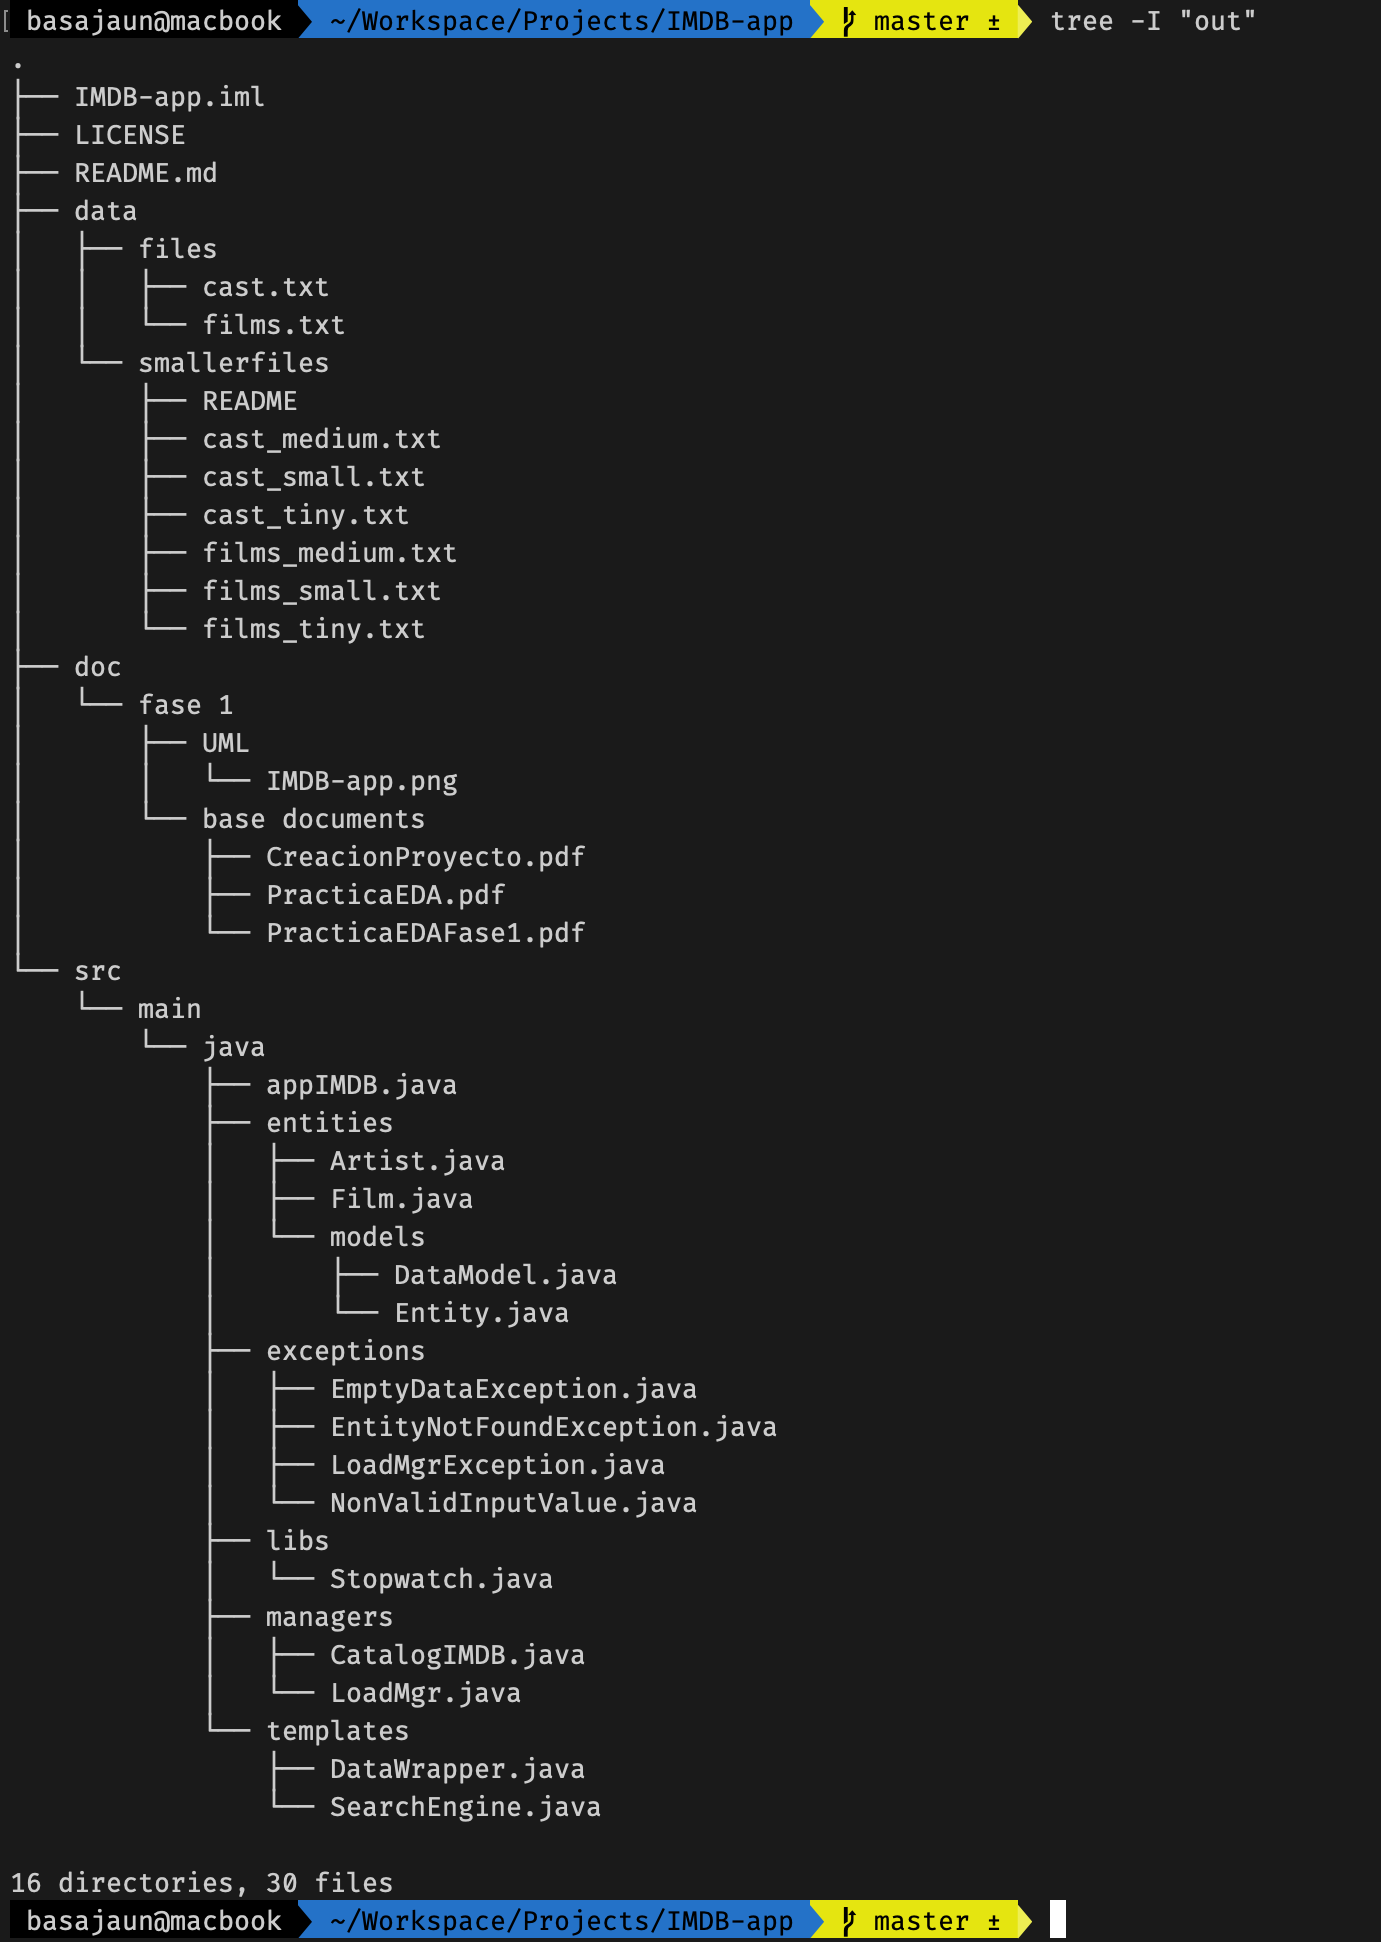 basajaun@macbook ~/Workspace/Projects/IMDB-app master ± tree -I "out"
.
├── IMDB-app.iml
├── LICENSE
├── README.md
├── data
│   ├── files
│   │   ├── cast.txt
│   │   └── films.txt
│   └── smallerfiles
│       ├── README
│       ├── cast_medium.txt
│       ├── cast_small.txt
│       ├── cast_tiny.txt
│       ├── films_medium.txt
│       ├── films_small.txt
│       └── films_tiny.txt
├── doc
│   └── fase 1
│       ├── UML
│       │   └── IMDB-app.png
│       └── base documents
│           ├── CreacionProyecto.pdf
│           ├── PracticaEDA.pdf
│           └── PracticaEDAFase1.pdf
└── src
    └── main
        └── java
            ├── appIMDB.java
            ├── entities
            │   ├── Artist.java
            │   ├── Film.java
            │   └── models
            │       ├── DataModel.java
            │       └── Entity.java
            ├── exceptions
            │   ├── EmptyDataException.java
            │   ├── EntityNotFoundException.java
            │   ├── LoadMgrException.java
            │   └── NonValidInputValue.java
            ├── libs
            │   └── Stopwatch.java
            ├── managers
            │   ├── CatalogIMDB.java
            │   └── LoadMgr.java
            └── templates
                ├── DataWrapper.java
                └── SearchEngine.java
16 directories, 30 files
basajaun@macbook ~/Workspace/Projects/IMDB-app master ±